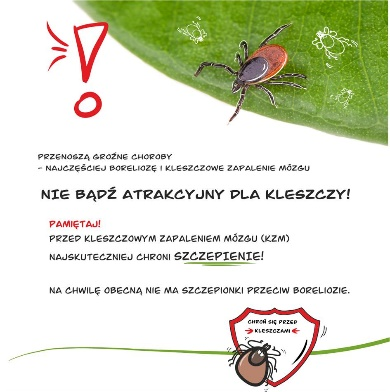 !
PRZENOSZĄ GROŹNE CHOROBY
– NAJCZĘŚCIEJ BORELIOZĘ I KLESZCZOWE ZAPALENIE MÓZGU
NIE BĄDŹ ATRAKCYJNY DLA KLESZCZY!
PAMIĘTAJ!
PRZED KLESZCZOWYM ZAPALENIEM MÓZGU (KZM)
NAJSKUTECZNIEJ CHRONI SZCZEPIENIE!
NA CHWILĘ OBECNĄ NIE MA SZCZEPIONKI PRZECIW BORELIOZIE.
CHROŃ SIĘ PRZED
KLESZCZAMI